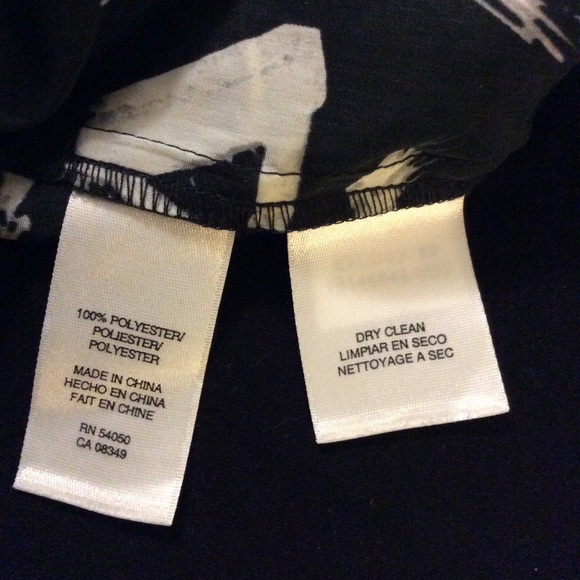 100% POLYESTER/
POLIESTER/
POLYESTER
MADE IN CHINA
HECHO EN CHINA
FAIT EN CHINE
RN 54050
CA 08349
DRY CLEAN
LIMPIAR EN SECO
NETTOYAGE A SEC